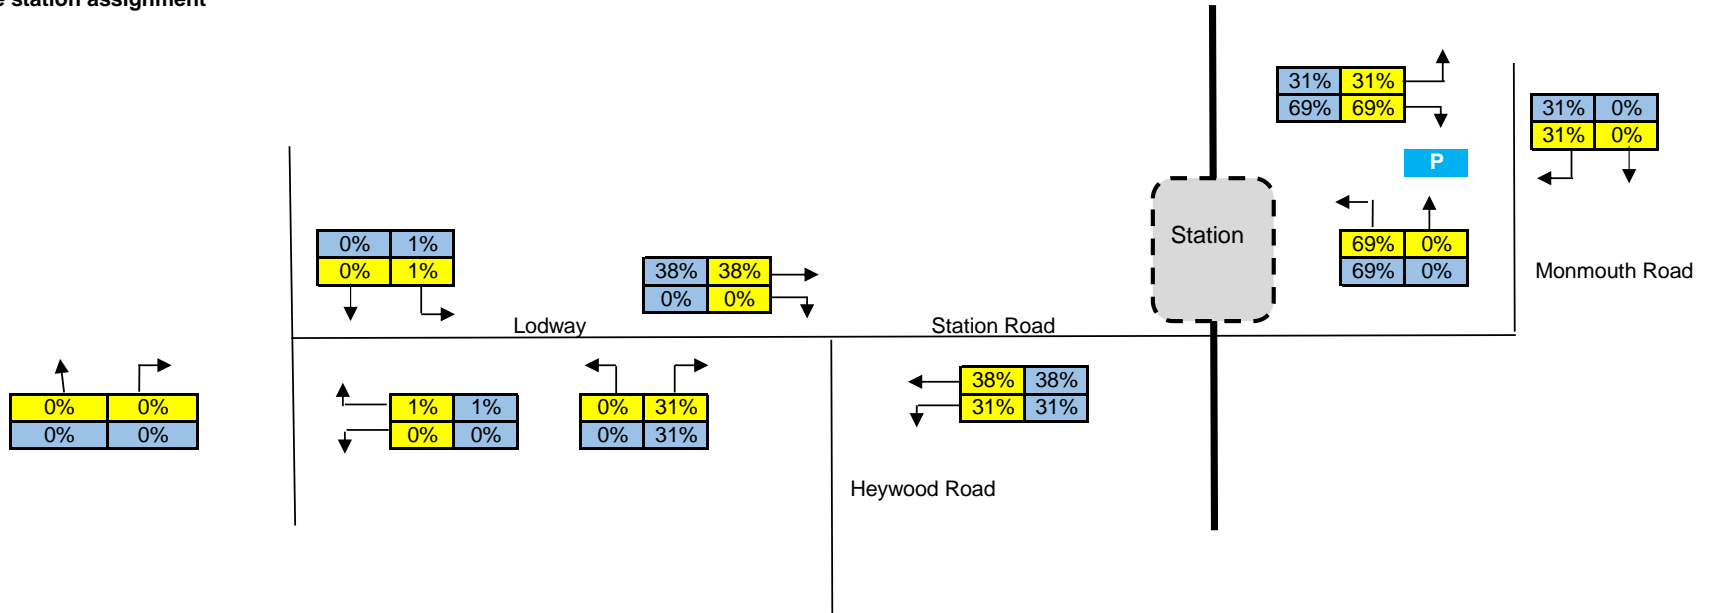 station assignment
31% 31%
69% 69%
31% 0%
31% 0%
P
Station
69% 0%
69% 0%
Monmouth Road
0% 1%
0% 1%
38% 38%
0% 0%
Lodway
Station Road
0% 0%
0% 0%
1% 1%
0% 0%
0% 31%
0% 31%
38% 38%
31% 31%
Heywood Road